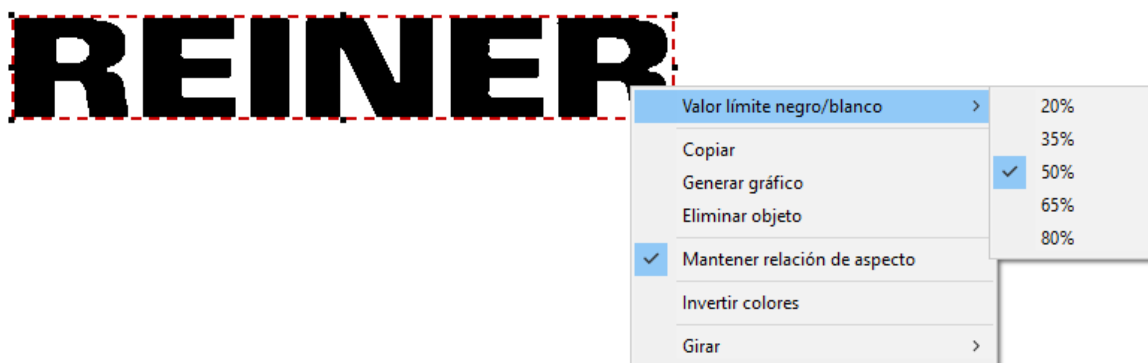 REINER
Valor límite negro/blanco
Copiar
Generar gráfico
Eliminar objeto
Mantener relación de aspecto
Invertir colores
Girar
20%
35%
50%
65%
80%